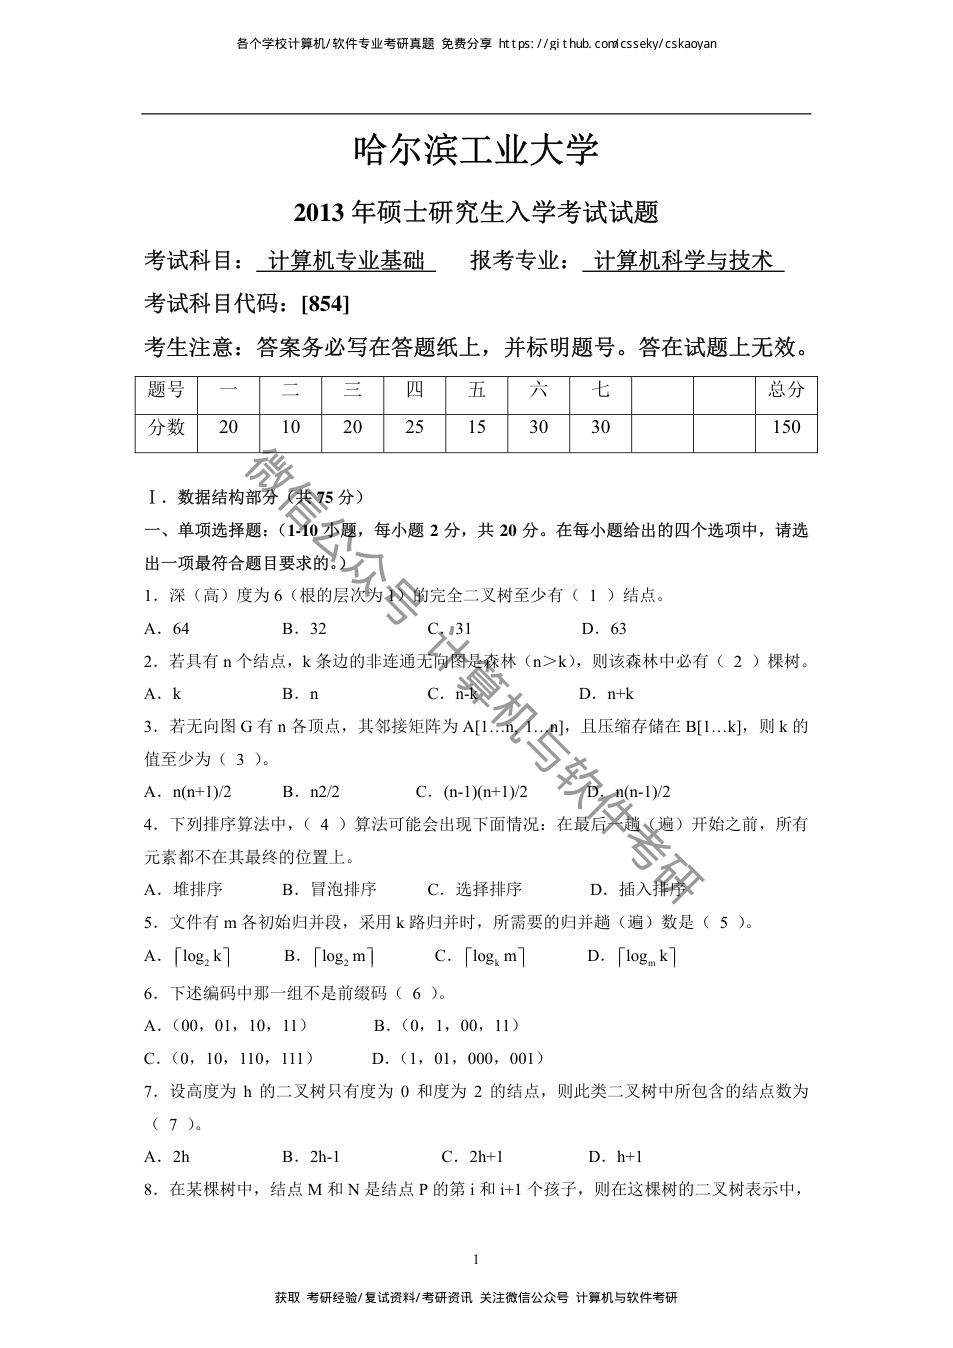 各个学校计算机/软件专业考研真题 免费分享 https://github.com/csseky/cskaoyan
哈尔滨工业大学
2013 年硕士研究生入学考试试题
考试科目： 计算机专业基础 报考专业： 计算机科学与技术
考试科目代码：[854]
考生注意：答案务必写在答题纸上，并标明题号。答在试题上无效。
题号 一 二 三 四 五 六 七 总分
分数 20 10 20 25 15 30 30 150
Ⅰ．数据结构部分（共 75 分）
一、单项选择题：（1-10 小题，每小题 2 分，共 20 分。在每小题给出的四个选项中，请选
出一项最符合题目要求的。）
1．深（高）度为 6（根的层次为 1）的完全二叉树至少有（ 1 ）结点。
A．64 B．32 C．31 D．63
2．若具有 n 个结点，k 条边的非连通无向图是森林（n＞k），则该森林中必有（ 2 ）棵树。
A．k B．n C．n-k D．n+k
3．若无向图 G 有 n 各顶点，其邻接矩阵为 A[1…n, 1…n]，且压缩存储在 B[1…k]，则 k 的
值至少为（ 3 ）。
A．n(n+1)/2 B．n2/2 C．(n-1)(n+1)/2 D．n(n-1)/2
4．下列排序算法中，（ 4 ）算法可能会出现下面情况：在最后一趟（遍）开始之前，所有
元素都不在其最终的位置上。
A．堆排序 B．冒泡排序 C．选择排序 D．插入排序
5．文件有 m 各初始归并段，采用 k 路归并时，所需要的归并趟（遍）数是（ 5 ）。
A．⌈log₂ k⌉ B．⌈log₂ m⌉ C．⌈logₖ m⌉ D．⌈logₘ k⌉
6．下述编码中那一组不是前缀码（ 6 ）。
A．（00，01，10，11） B．（0，1，00，11）
C．（0，10，110，111） D．（1，01，000，001）
7．设高度为 h 的二叉树只有度为 0 和度为 2 的结点，则此类二叉树中所包含的结点数为
（ 7 ）。
A．2h B．2h-1 C．2h+1 D．h+1
8．在某棵树中，结点 M 和 N 是结点 P 的第 i 和 i+1 个孩子，则在这棵树的二叉树表示中，
微信公众号 计算机与软件考研
1
获取 考研经验/复试资料/考研资讯 关注微信公众号 计算机与软件考研